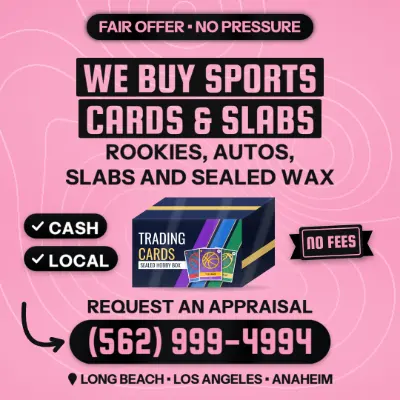 FAIR OFFER • NO PRESSURE
WE BUY SPORTS
CARDS & SLABS
ROOKIES, AUTOS,
SLABS AND SEALED WAX
CASH
LOCAL
TRADING
CARDS
SEALED HOBBY BOX
NO FEES
REQUEST AN APPRAISAL
(562) 999-4994
LONG BEACH • LOS ANGELES • ANAHEIM